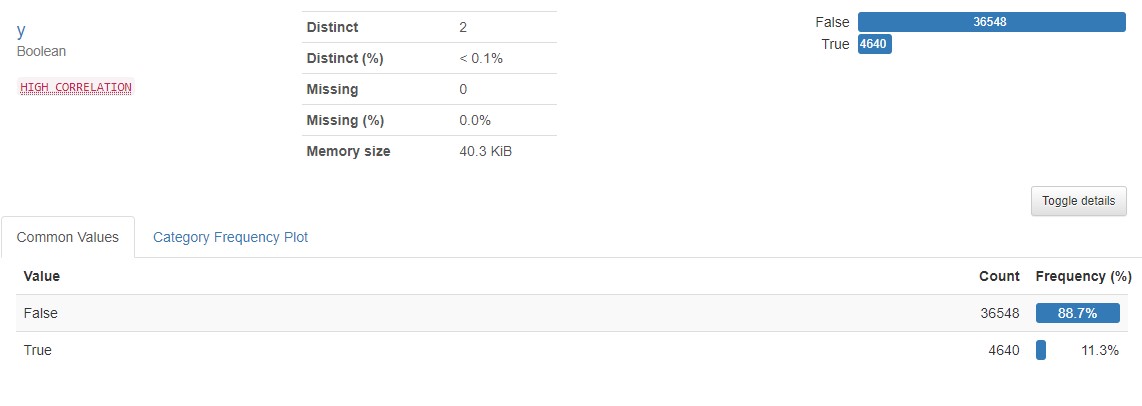 y
Boolean
HIGH CORRELATION
Distinct 2
Distinct (%) < 0.1%
Missing 0
Missing (%) 0.0%
Memory size 40.3 KiB
False 36548
True 4640
Toggle details
Common Values Category Frequency Plot
Value Count Frequency (%)
False 36548 88.7%
True 4640 11.3%